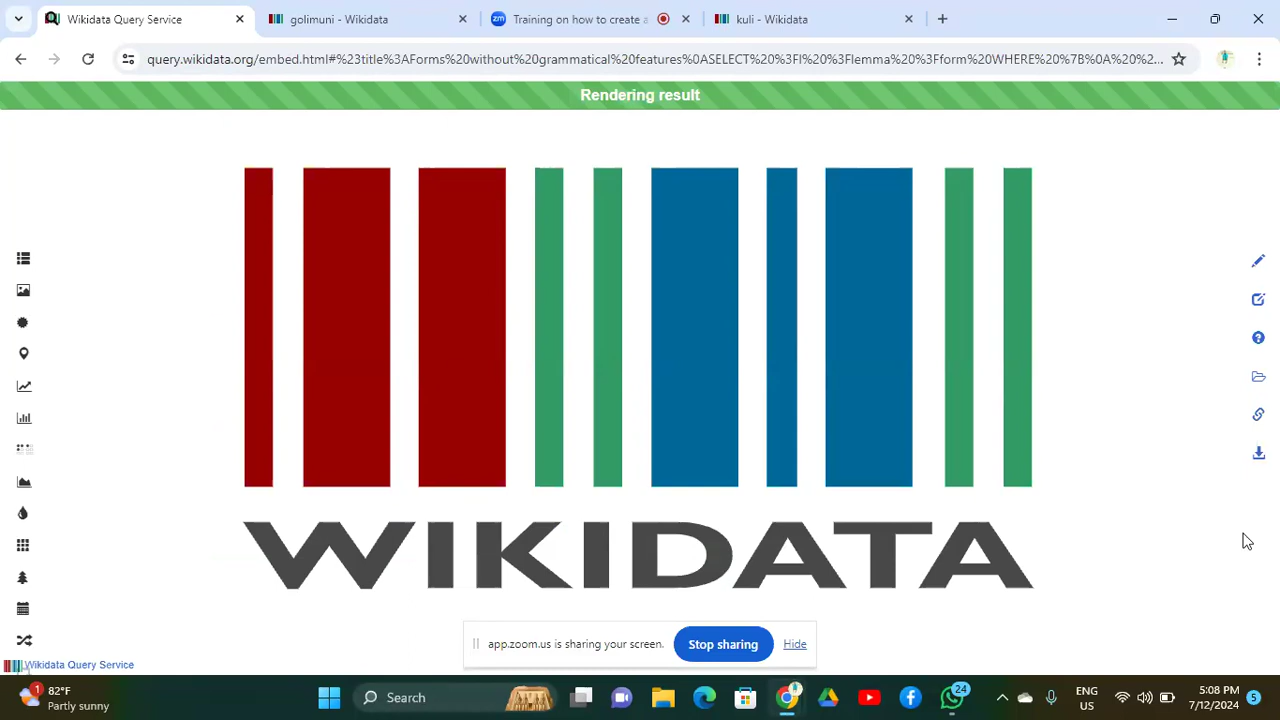 Wikidata Query Service
golimuni - Wikidata
Training on how to create a
kuli - Wikidata
query.wikidata.org/embed.html#%23title%3AForms%20without%20grammatical%20features%0ASELECT%20%3Fl%20%3Flemma%20%3Fform%20WHERE%20%7B%0A%20%2...
Rendering result
WIKIDATA
app.zoom.us is sharing your screen.
Stop sharing
Hide
Wikidata Query Service
1
82°F
Partly sunny
Search
24
ENG
US
5:08 PM
7/12/2024
5